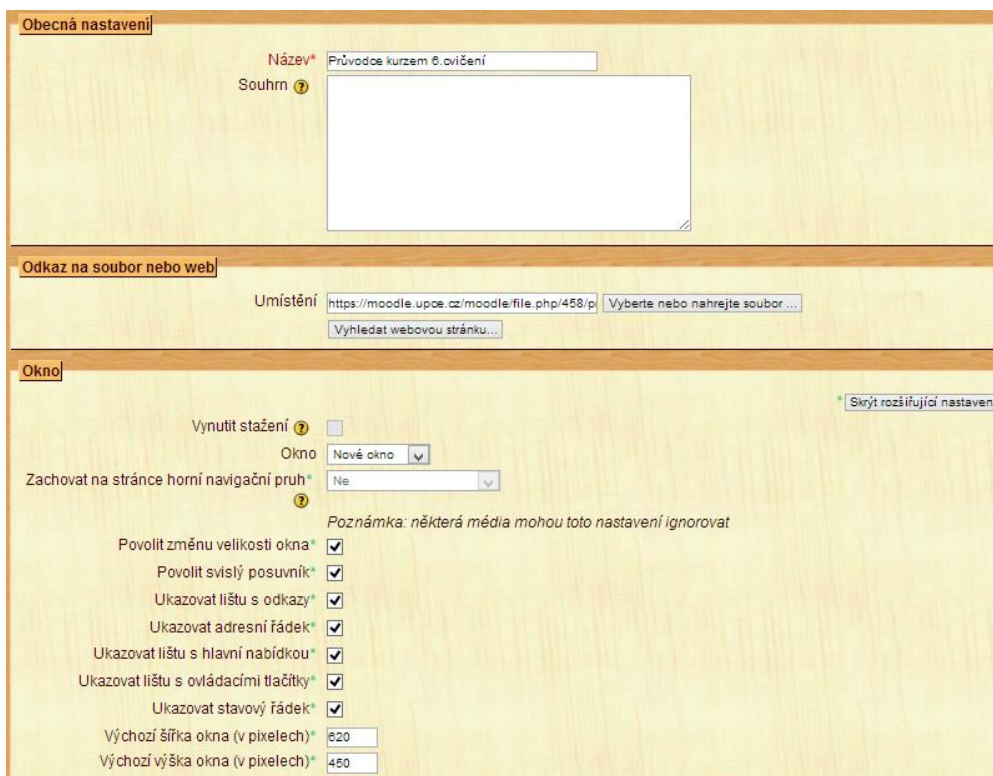 Obecná nastavení
Název* Průvodce kurzem 6.cvičení
Souhrn
Odkaz na soubor nebo web
Umístění https://moodle.upce.cz/moodle/file.php/458/p Vyberte nebo nahrejte soubor ...
Vyhledat webovou stránku...
Okno
* Skrýt rozšiřující nastaven
Vynutit stažení
Okno Nové okno
Zachovat na stránce horní navigační pruh* Ne
Poznámka: některá média mohou toto nastavení ignorovat
Povolit změnu velikosti okna*
Povolit svislý posuvník*
Ukazovat lištu s odkazy*
Ukazovat adresní řádek*
Ukazovat lištu s hlavní nabídkou*
Ukazovat lištu s ovládacími tlačítky*
Ukazovat stavový řádek*
Výchozí šířka okna (v pixelech)* 620
Výchozí výška okna (v pixelech)* 450